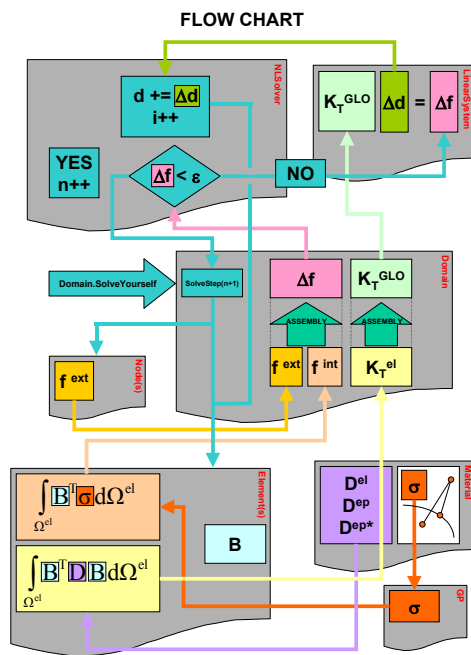 FLOW CHART
NLSolver
LinearSystem
d += Δd
i++
K_T^GLO Δd = Δf
YES
n++
Δf < ε
NO
Domain
Domain.SolveYourself
SolveStep(n+1)
Δf
K_T^GLO
ASSEMBLY
ASSEMBLY
Node(s)
f ext
f ext
f int
K_T^el
Element(s)
Material
∫_Ω^el B^T σ dΩ^el
B
D^el
D^ep
D^ep*
σ
∫_Ω^el B^T D B dΩ^el
GP
σ